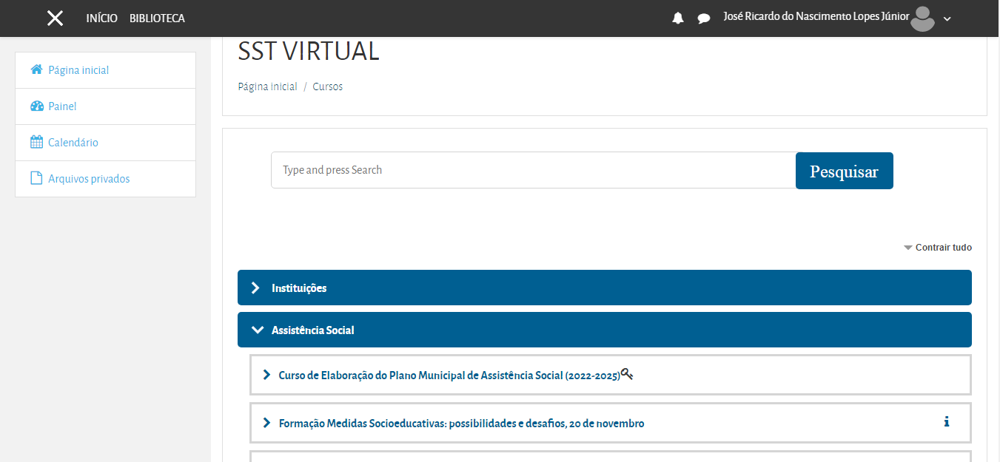 INÍCIO BIBLIOTECA José Ricardo do Nascimento Lopes Júnior
Página inicial
Painel
Calendário
Arquivos privados
SST VIRTUAL
Página inicial / Cursos
Type and press Search Pesquisar
Contrair tudo
Instituições
Assistência Social
Curso de Elaboração do Plano Municipal de Assistência Social (2022-2025)
Formação Medidas Socioeducativas: possibilidades e desafios, 20 de novembro